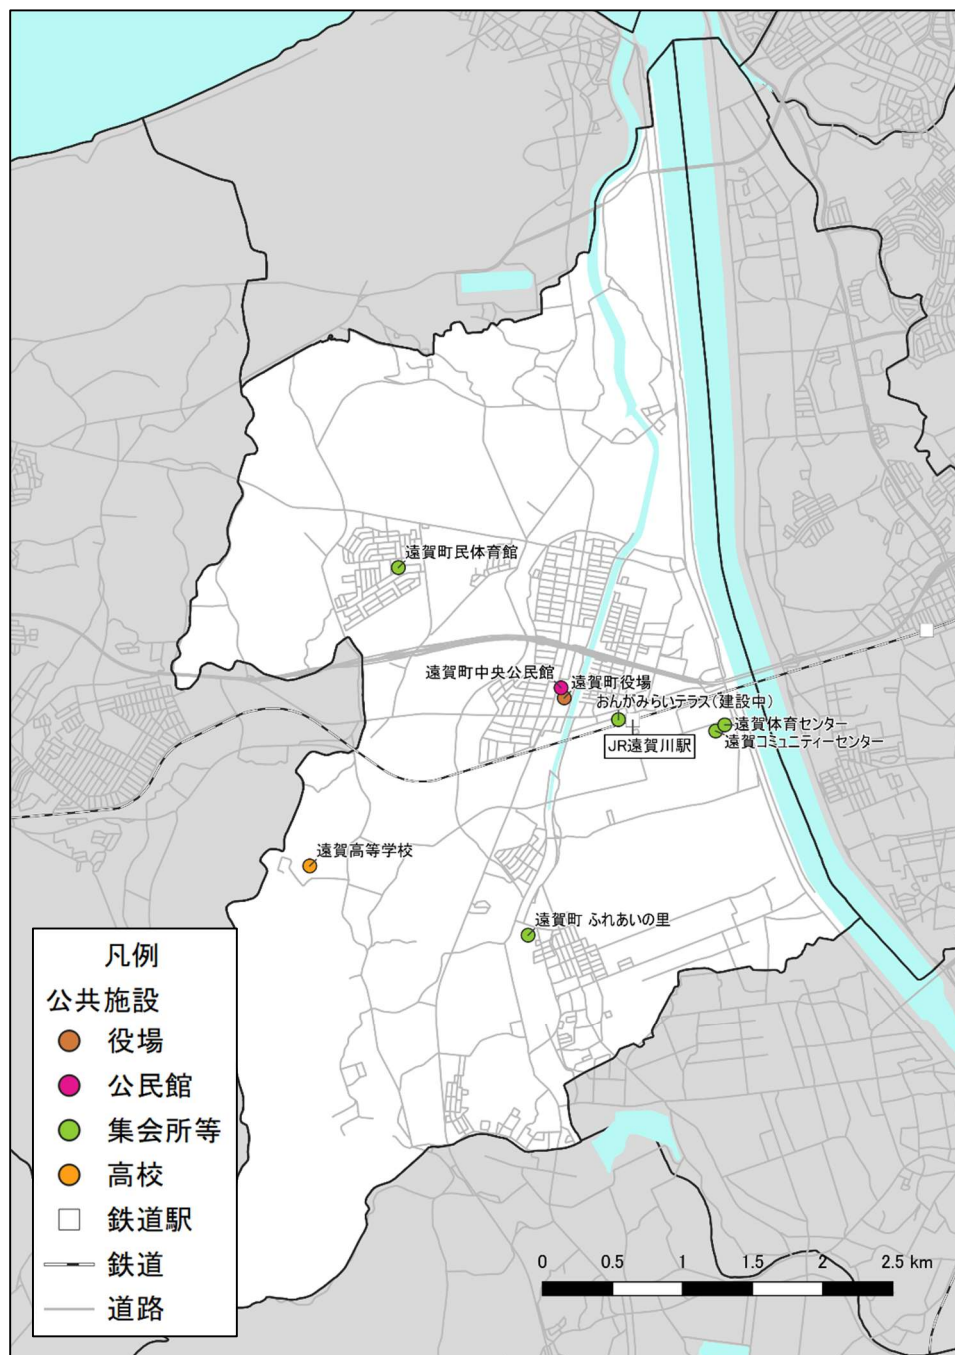 遠賀町民体育館
遠賀町中央公民館
遠賀町役場
おんがみらいテラス(建設中)
遠賀体育センター
遠賀コミュニティーセンター
JR遠賀川駅
遠賀高等学校
遠賀町 ふれあいの里
凡例
公共施設
役場
公民館
集会所等
高校
鉄道駅
鉄道
道路
0 0.5 1 1.5 2 2.5 km